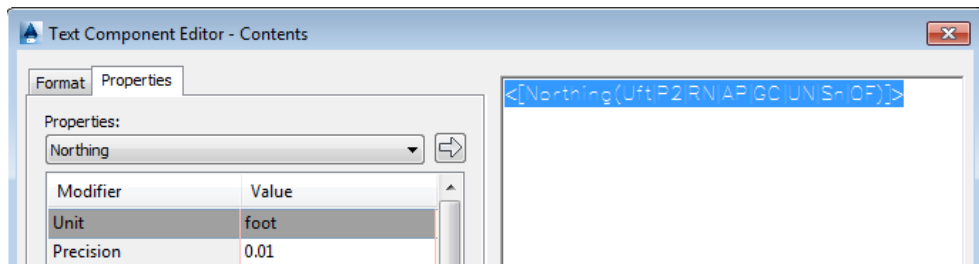 Text Component Editor - Contents
Format Properties
<[Northing(Uft|P2|RN|AP|GC|UN|Sn|OF)]>
Properties:
Northing
Modifier Value
Unit foot
Precision 0.01